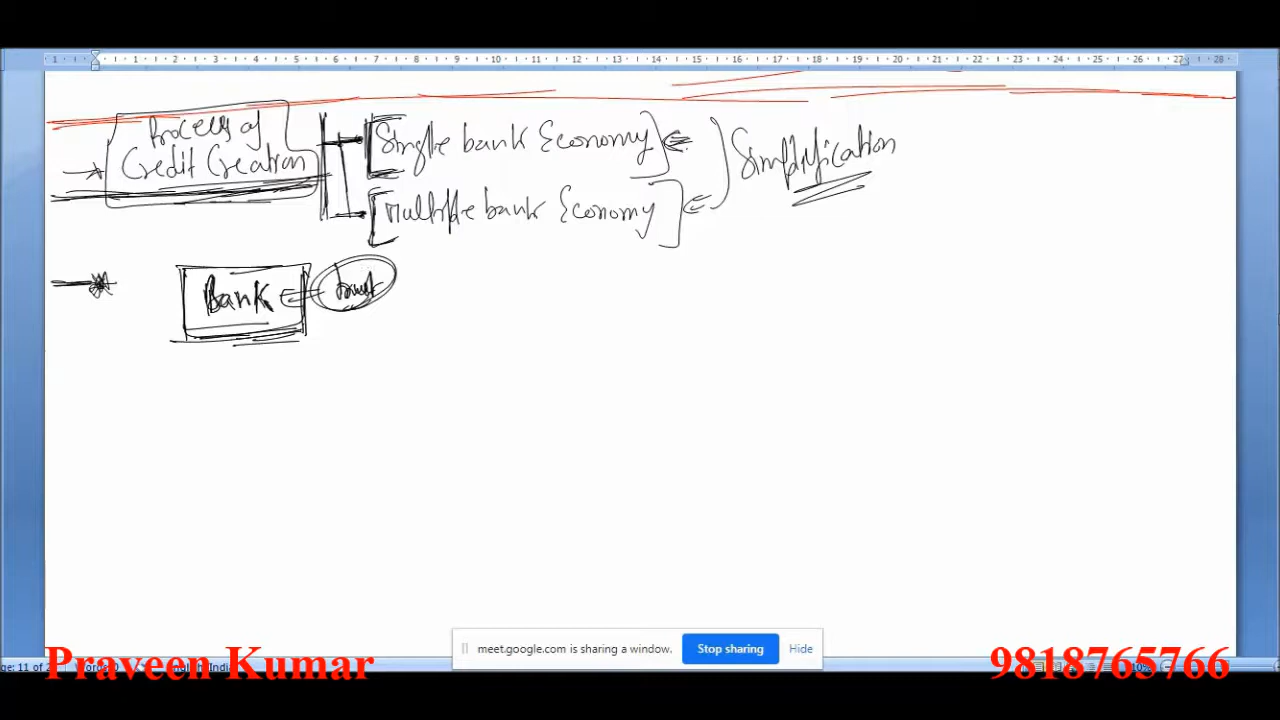 Process of
Credit Creation
Single bank Economy
Multiple bank Economy
Simplification
Bank
trust
meet.google.com is sharing a window.
Stop sharing
Hide
Praveen Kumar
9818765766